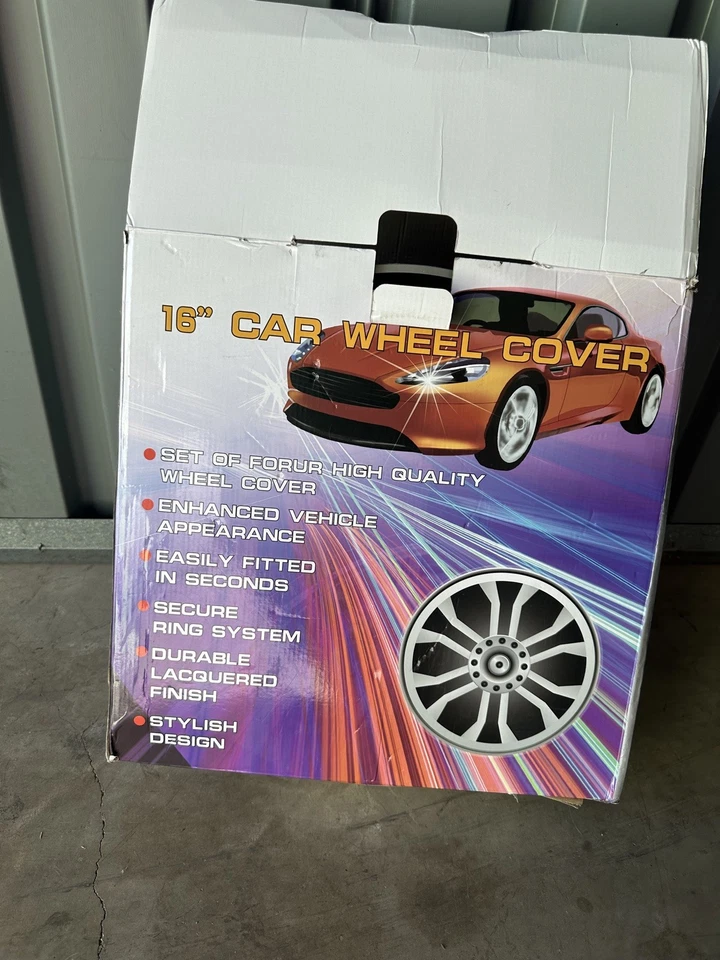 16” CAR WHEEL COVER
SET OF FORUR HIGH QUALITY
WHEEL COVER
ENHANCED VEHICLE
APPEARANCE
EASILY FITTED
IN SECONDS
SECURE
RING SYSTEM
DURABLE
LACQUERED
FINISH
STYLISH
DESIGN